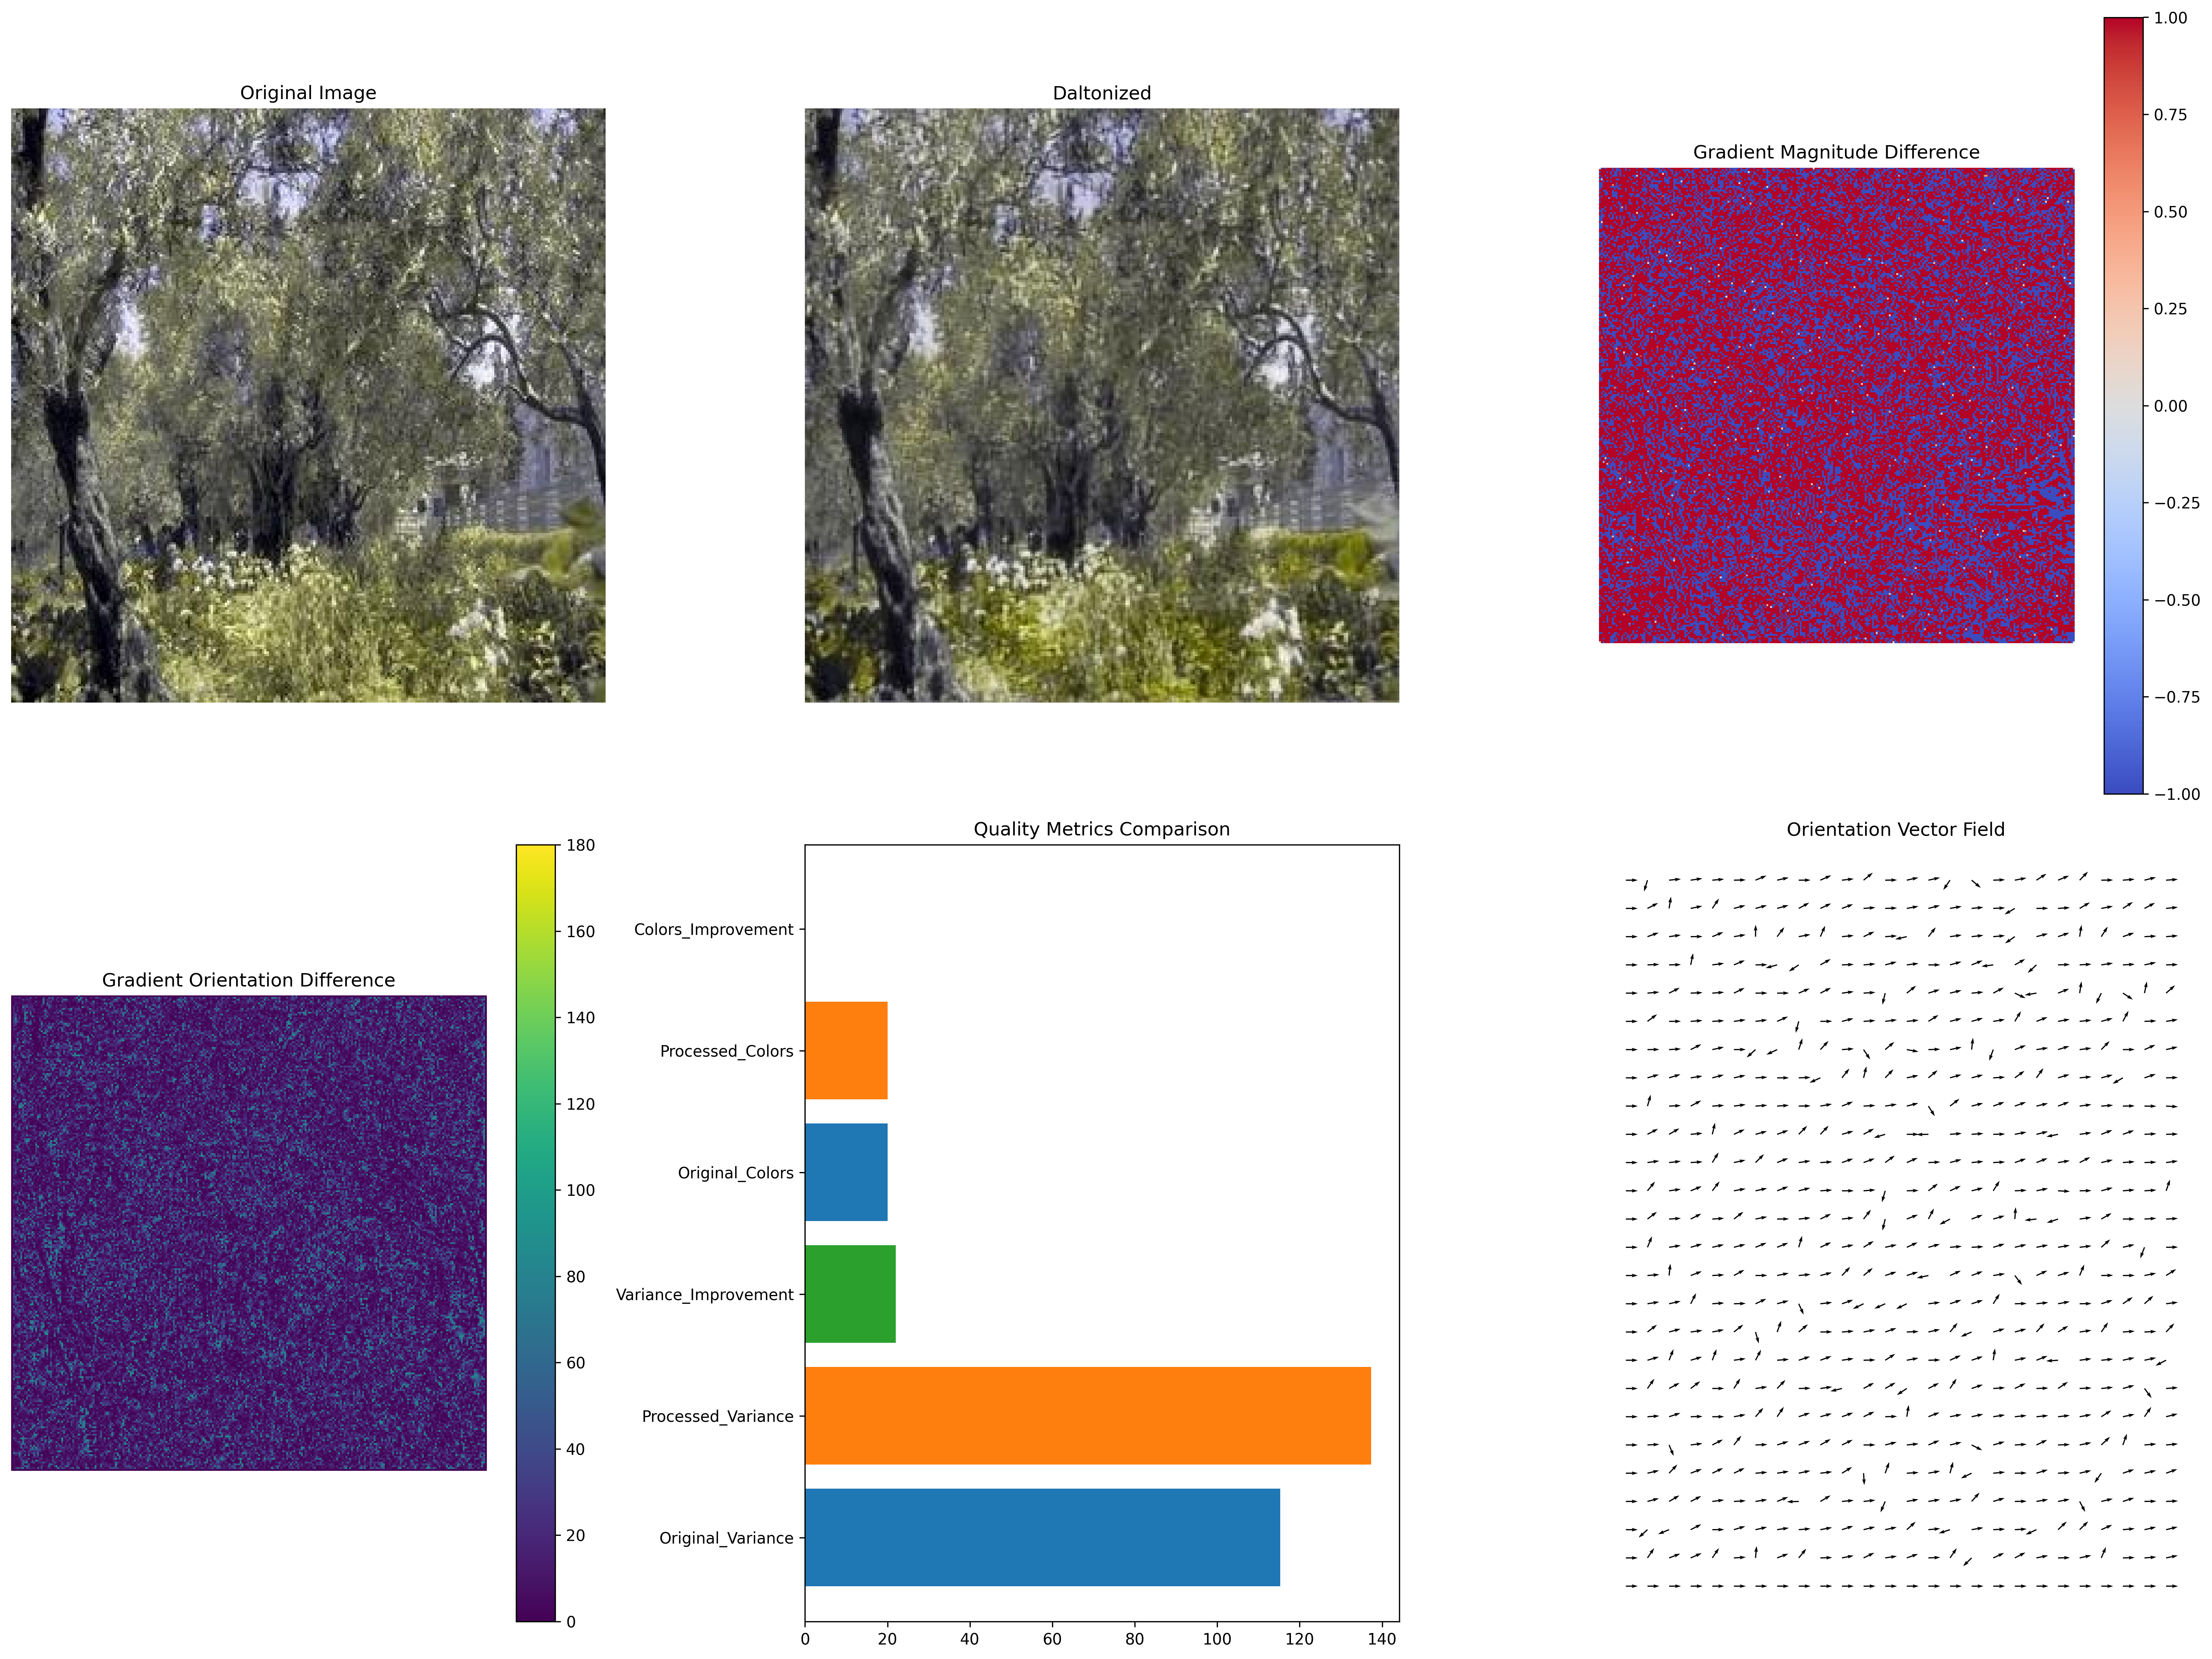 Original Image
Daltonized
Gradient Magnitude Difference
1.00
0.75
0.50
0.25
0.00
−0.25
−0.50
−0.75
−1.00
Gradient Orientation Difference
180
160
140
120
100
80
60
40
20
0
Quality Metrics Comparison
Colors_Improvement
Processed_Colors
Original_Colors
Variance_Improvement
Processed_Variance
Original_Variance
0 20 40 60 80 100 120 140
Orientation Vector Field